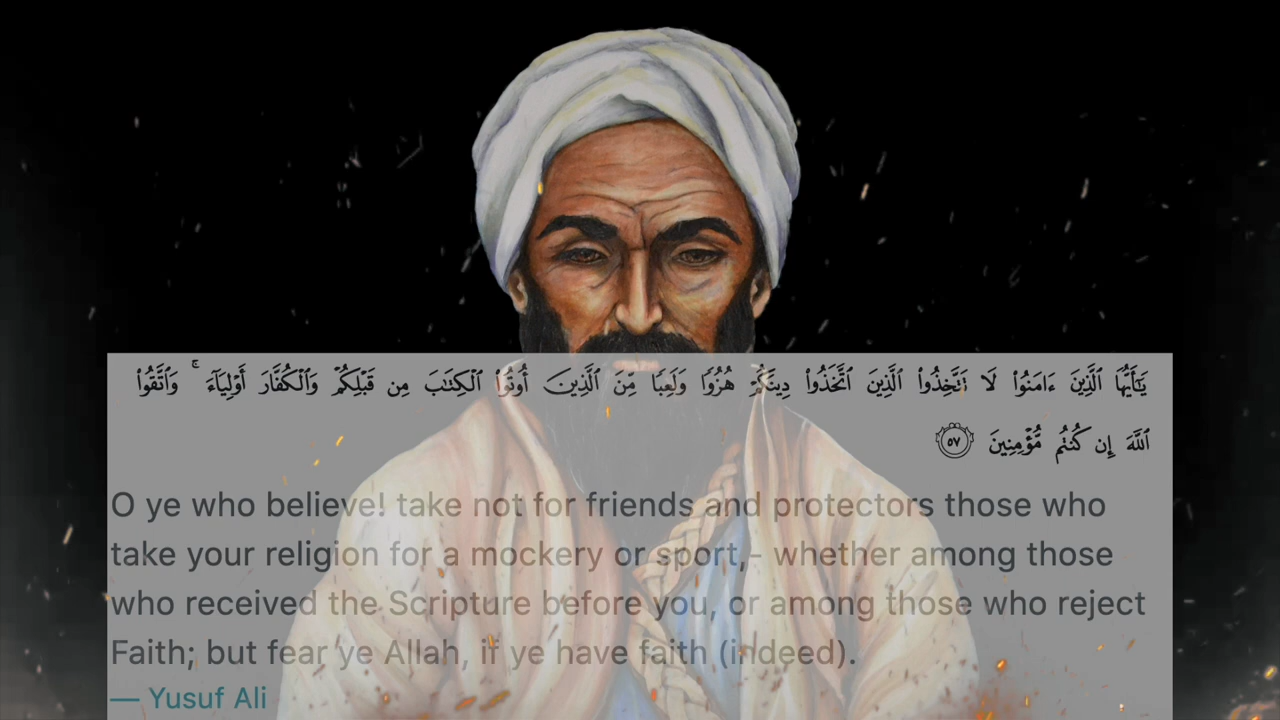 يَـٰٓأَيُّهَا ٱلَّذِينَ ءَامَنُوا۟ لَا تَتَّخِذُوا۟ ٱلَّذِينَ ٱتَّخَذُوا۟ دِينَكُمْ هُزُوًا وَلَعِبًا مِّنَ ٱلَّذِينَ أُوتُوا۟ ٱلْكِتَـٰبَ مِن قَبْلِكُمْ وَٱلْكُفَّارَ أَوْلِيَآءَ ۚ وَٱتَّقُوا۟
ٱللَّهَ إِن كُنتُم مُّؤْمِنِينَ ٥٧
O ye who believe! take not for friends and protectors those who
take your religion for a mockery or sport,- whether among those
who received the Scripture before you, or among those who reject
Faith; but fear ye Allah, if ye have faith (indeed).
— Yusuf Ali